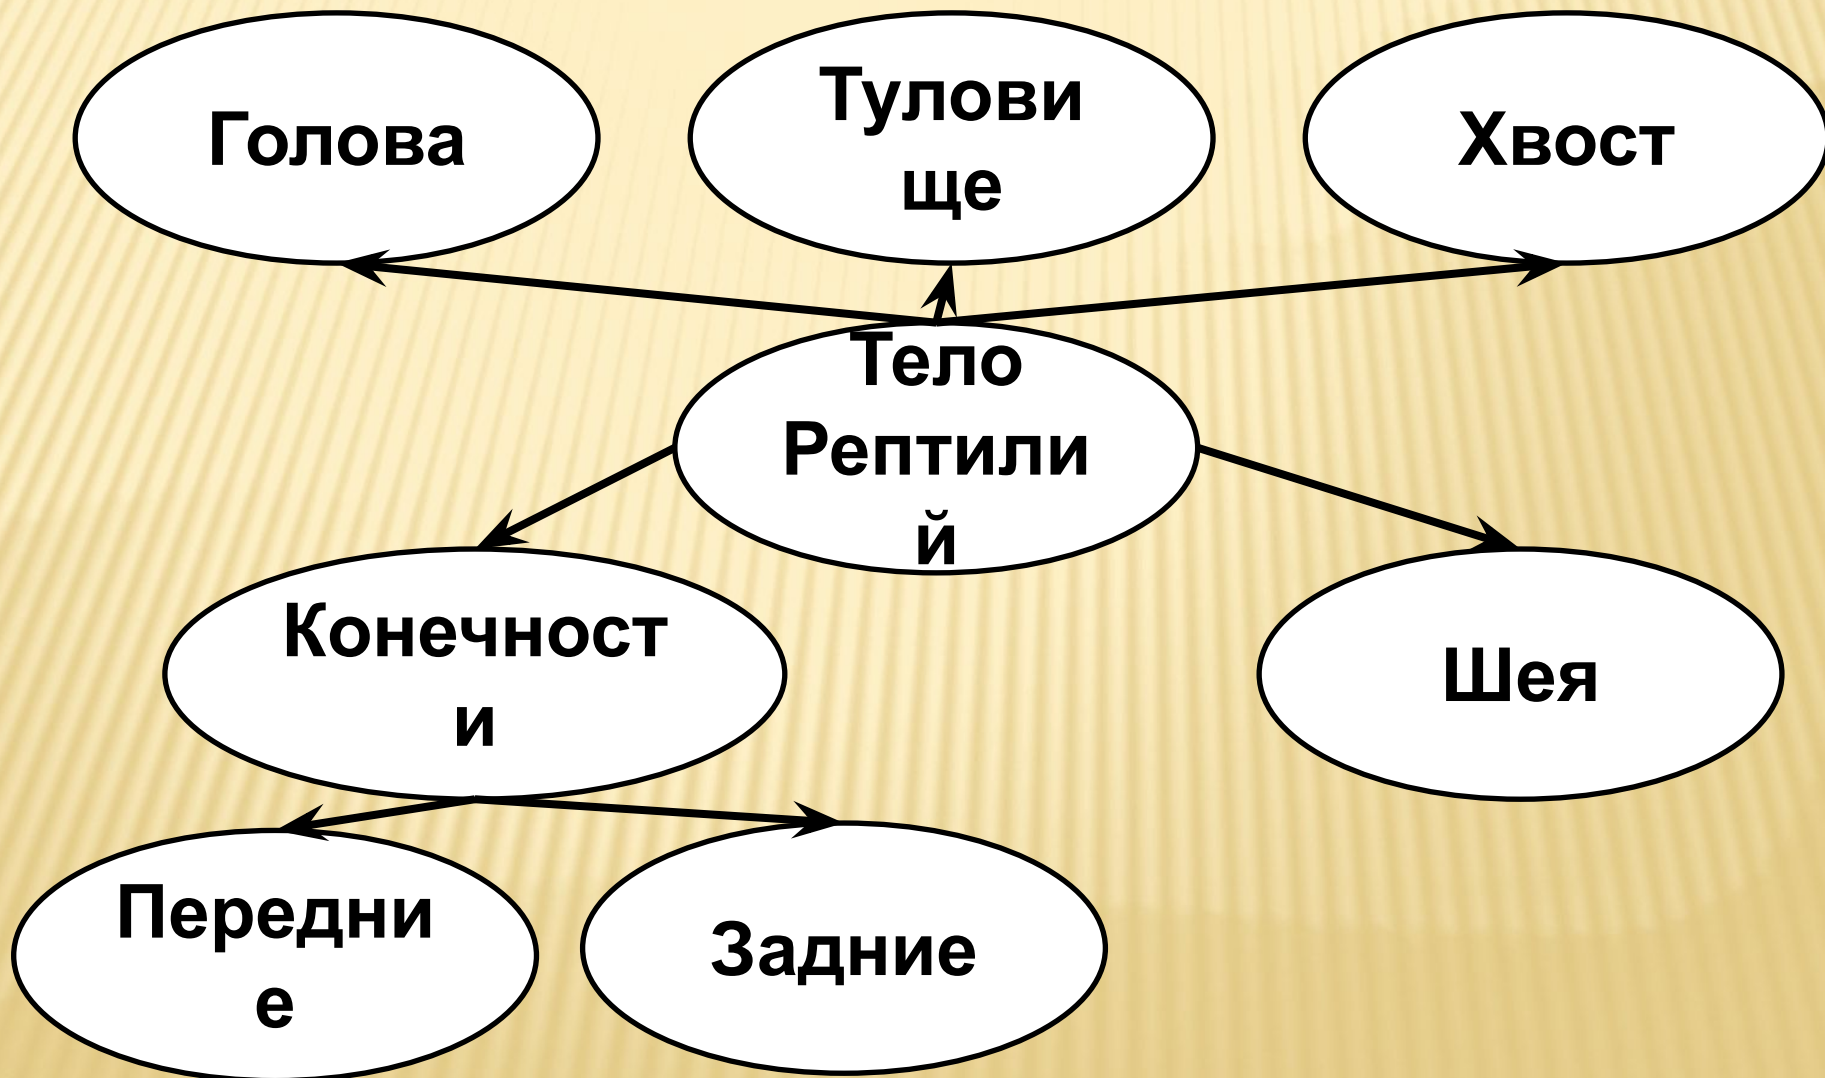 Голова
Тулови
ще
Хвост
Тело
Рептили
й
Конечност
и
Шея
Передни
е
Задние